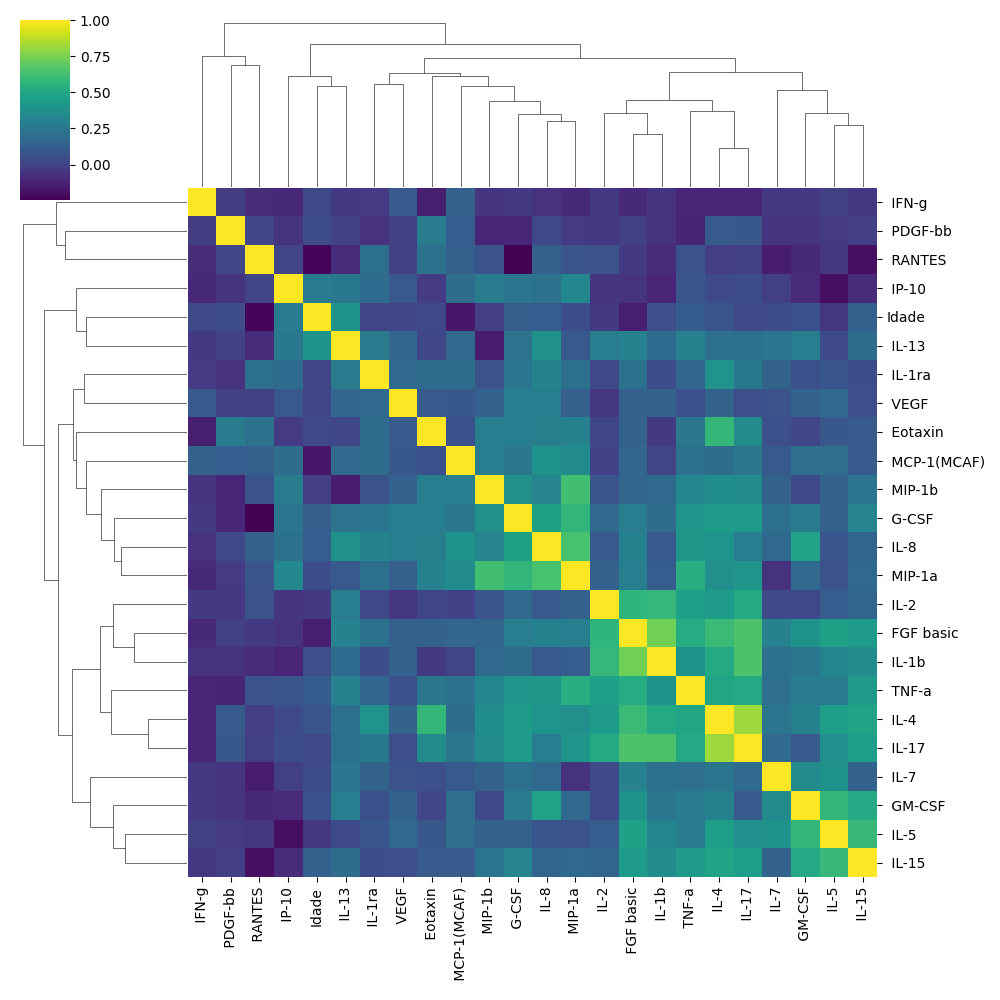 1.00
0.75
0.50
0.25
0.00
IFN-g
PDGF-bb
RANTES
IP-10
Idade
IL-13
IL-1ra
VEGF
Eotaxin
MCP-1(MCAF)
MIP-1b
G-CSF
IL-8
MIP-1a
IL-2
FGF basic
IL-1b
TNF-a
IL-4
IL-17
IL-7
GM-CSF
IL-5
IL-15
IFN-g
PDGF-bb
RANTES
IP-10
Idade
IL-13
IL-1ra
VEGF
Eotaxin
MCP-1(MCAF)
MIP-1b
G-CSF
IL-8
MIP-1a
IL-2
FGF basic
IL-1b
TNF-a
IL-4
IL-17
IL-7
GM-CSF
IL-5
IL-15